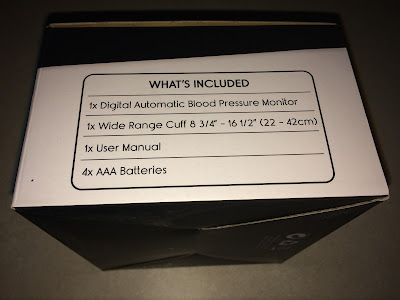 WHAT'S INCLUDED
1x Digital Automatic Blood Pressure Monitor
1x Wide Range Cuff 8 3/4" - 16 1/2" (22 - 42cm)
1x User Manual
4x AAA Batteries